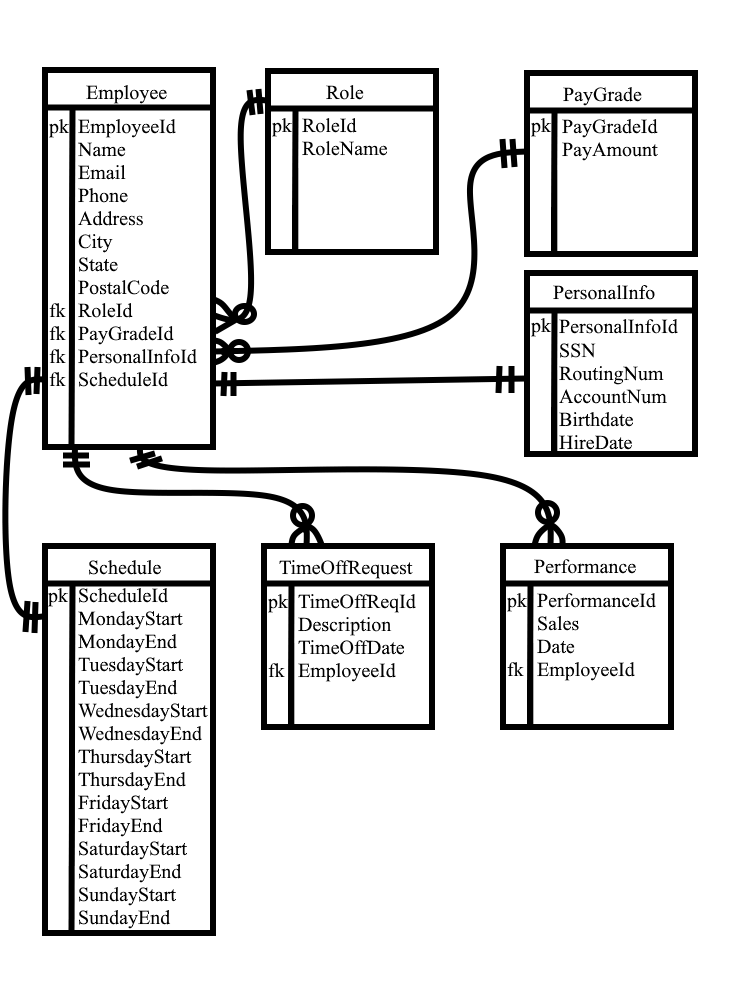 Employee
pk EmployeeId
Name
Email
Phone
Address
City
State
PostalCode
fk RoleId
fk PayGradeId
fk PersonalInfoId
fk ScheduleId
Role
pk RoleId
RoleName
PayGrade
pk PayGradeId
PayAmount
PersonalInfo
pk PersonalInfoId
SSN
RoutingNum
AccountNum
Birthdate
HireDate
Schedule
pk ScheduleId
MondayStart
MondayEnd
TuesdayStart
TuesdayEnd
WednesdayStart
WednesdayEnd
ThursdayStart
ThursdayEnd
FridayStart
FridayEnd
SaturdayStart
SaturdayEnd
SundayStart
SundayEnd
TimeOffRequest
pk TimeOffReqId
Description
TimeOffDate
fk EmployeeId
Performance
pk PerformanceId
Sales
Date
fk EmployeeId